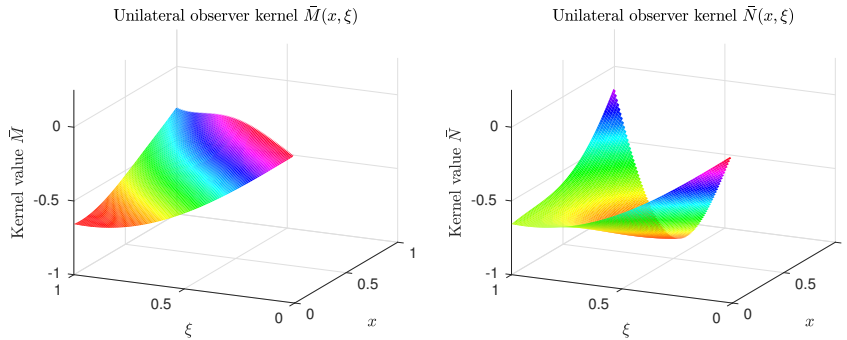 Unilateral observer kernel M̄(x, ξ)
Kernel value M̄
0
-0.5
-1
1
0.5
0
ξ
0
0.5
1
x
Unilateral observer kernel N̄(x, ξ)
Kernel value N̄
0
-0.5
-1
1
0.5
0
ξ
0
0.5
x